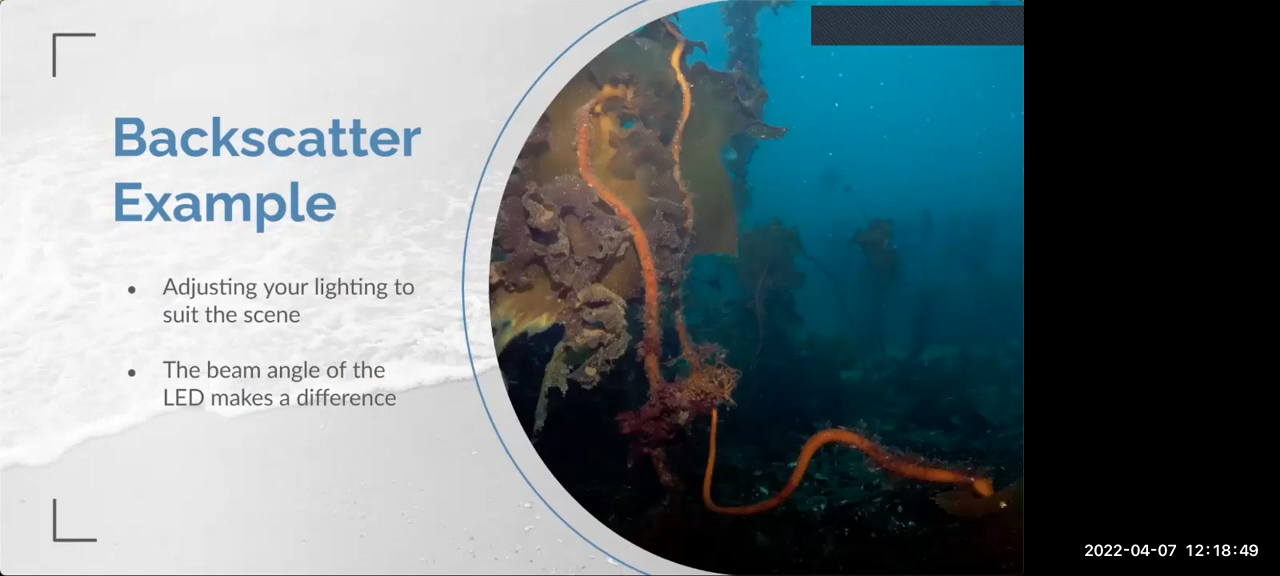 Backscatter
Example
• Adjusting your lighting to
suit the scene
• The beam angle of the
LED makes a difference
2022-04-07 12:18:49